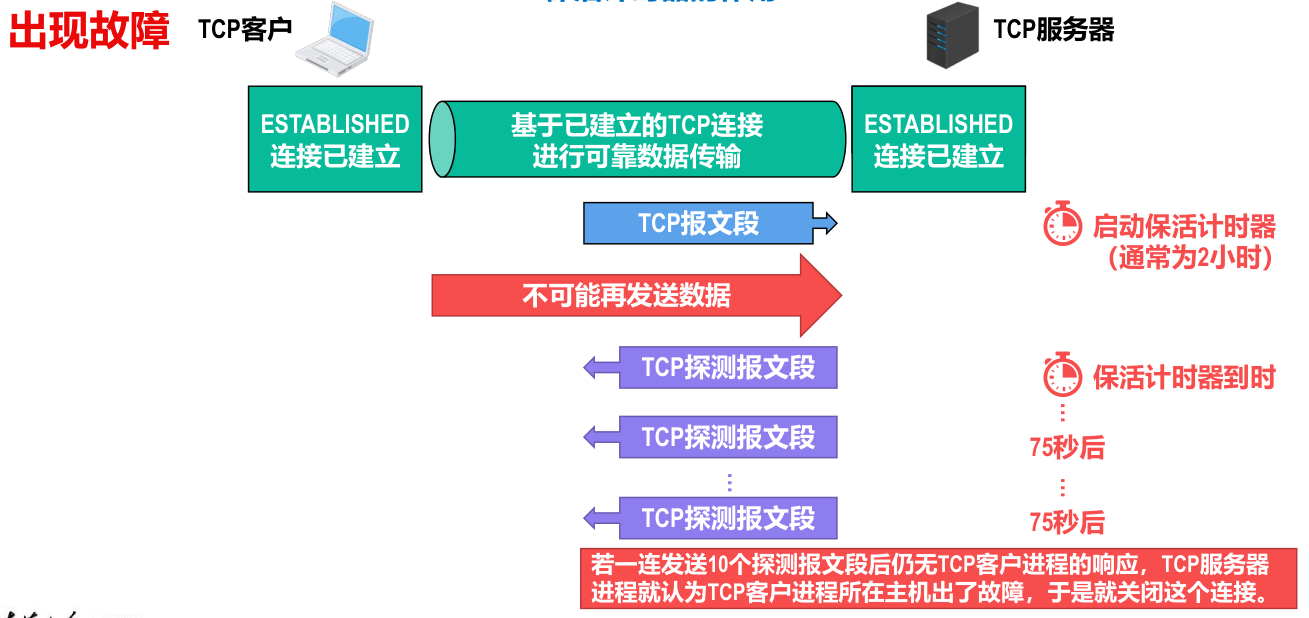 出现故障
TCP客户
TCP服务器
ESTABLISHED
连接已建立
基于已建立的TCP连接
进行可靠数据传输
ESTABLISHED
连接已建立
TCP报文段
启动保活计时器
（通常为2小时）
不可能再发送数据
TCP探测报文段
保活计时器到时
TCP探测报文段
75秒后
TCP探测报文段
75秒后
若一连发送10个探测报文段后仍无TCP客户进程的响应，TCP服务器
进程就认为TCP客户进程所在主机出了故障，于是就关闭这个连接。